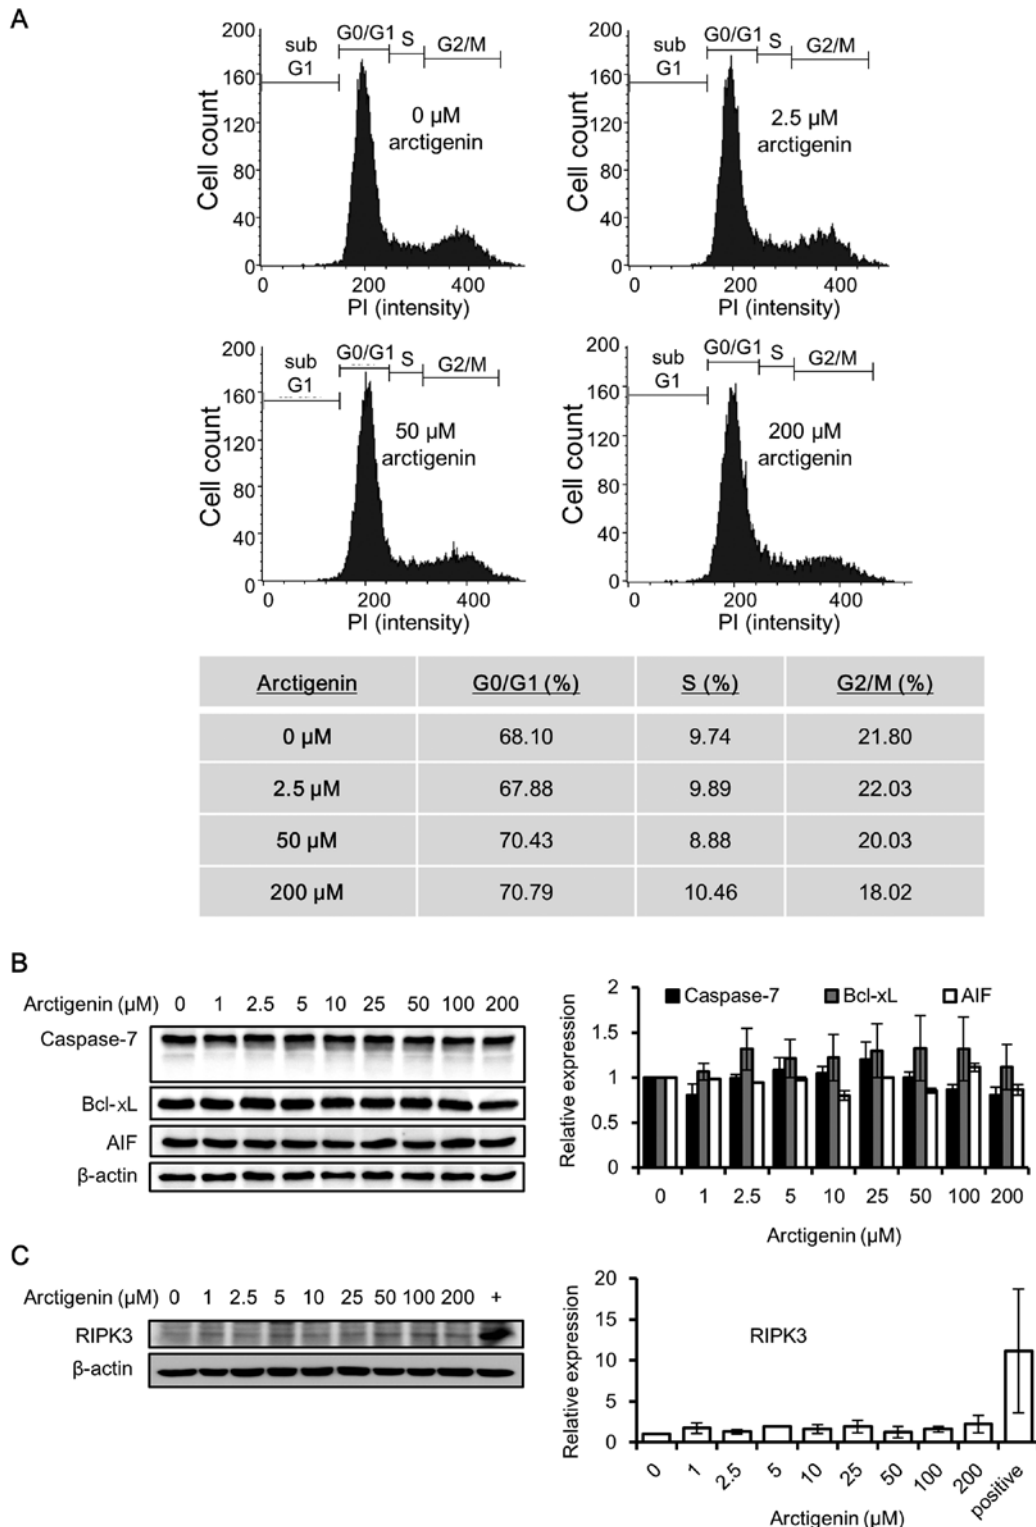 A
Cell count
200
160
120
80
40
0
sub
G1
G0/G1
S
G2/M
0 µM
arctigenin
0 200 400
PI (intensity)
Cell count
200
160
120
80
40
0
sub
G1
G0/G1
S
G2/M
2.5 µM
arctigenin
0 200 400
PI (intensity)
Cell count
200
160
120
80
40
0
sub
G1
G0/G1
S
G2/M
50 µM
arctigenin
0 200 400
PI (intensity)
Cell count
200
160
120
80
40
0
sub
G1
G0/G1
S
G2/M
200 µM
arctigenin
0 200 400
PI (intensity)
Arctigenin G0/G1 (%) S (%) G2/M (%)
0 µM 68.10 9.74 21.80
2.5 µM 67.88 9.89 22.03
50 µM 70.43 8.88 20.03
200 µM 70.79 10.46 18.02
B
Arctigenin (µM) 0 1 2.5 5 10 25 50 100 200
Caspase-7
Bcl-xL
AIF
β-actin
Relative expression
2
1.5
1
0.5
0
Caspase-7 Bcl-xL AIF
0 1 2.5 5 10 25 50 100 200
Arctigenin (µM)
C
Arctigenin (µM) 0 1 2.5 5 10 25 50 100 200 +
RIPK3
β-actin
Relative expression
20
15
10
5
0
RIPK3
0 1 2.5 5 10 25 50 100 200 positive
Arctigenin (µM)